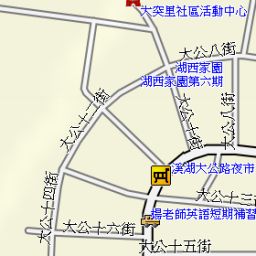 大突里社區活動中心
大公八街
湖西家園
湖西家園第六期
大公十二街
大公十街
大公八街
溪湖大公路夜市
大公十四街
大公十三
楊老師英語短期補習
大公十六街
大公十五街